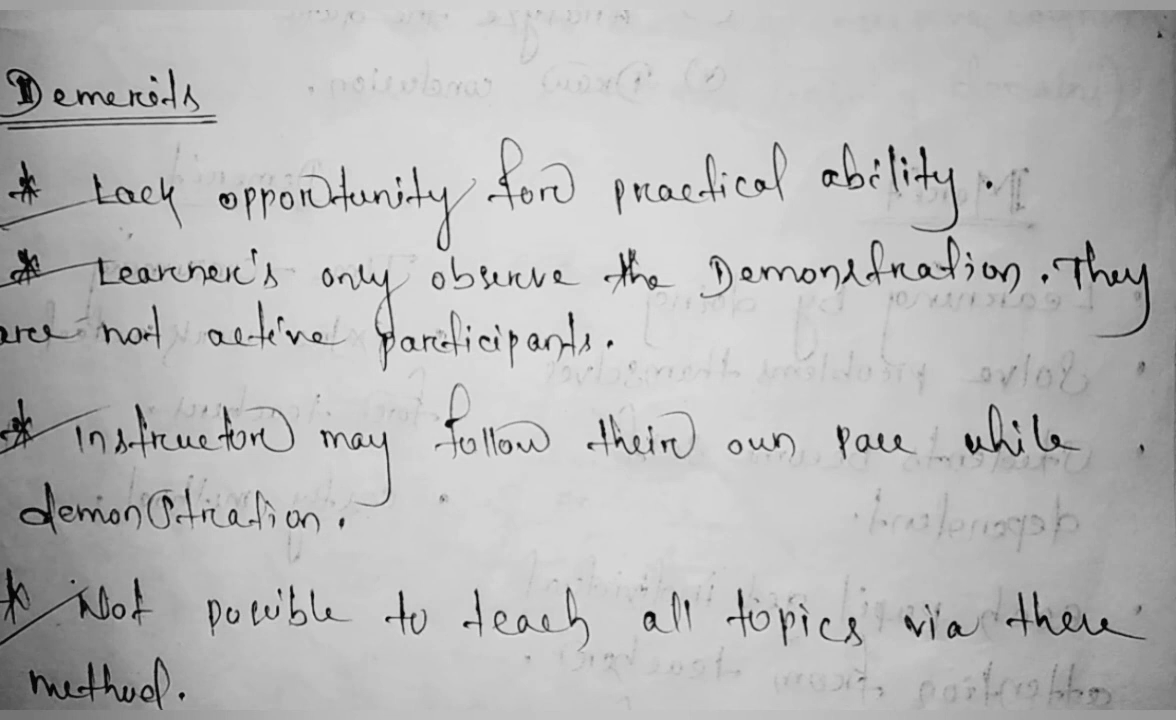 Demerits
* Lack opportunity for practical ability.
* Learner's only observe the Demonstration. They
are not active participants.
* Instructor may follow their own pace while
demonstration.
* Not possible to teach all topics via these
method.